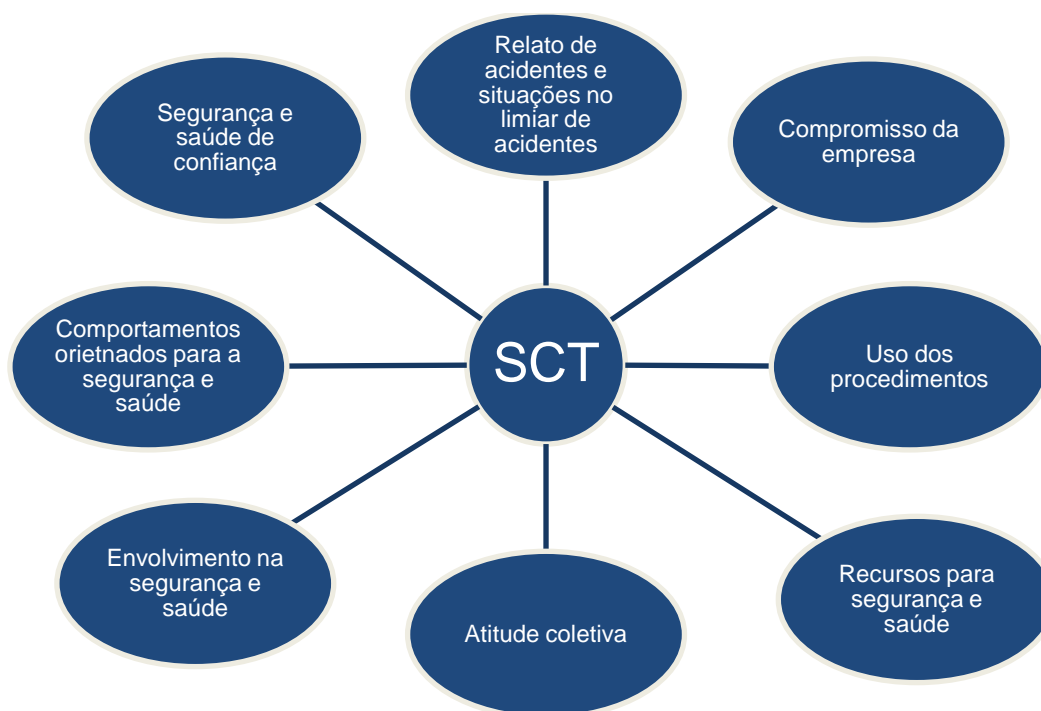 Relato de
acidentes e
situações no
limiar de
acidentes
Segurança e
saúde de
confiança
Compromisso da
empresa
Comportamentos
orietnados para a
segurança e
saúde
SCT
Uso dos
procedimentos
Envolvimento na
segurança e
saúde
Atitude coletiva
Recursos para
segurança e
saúde